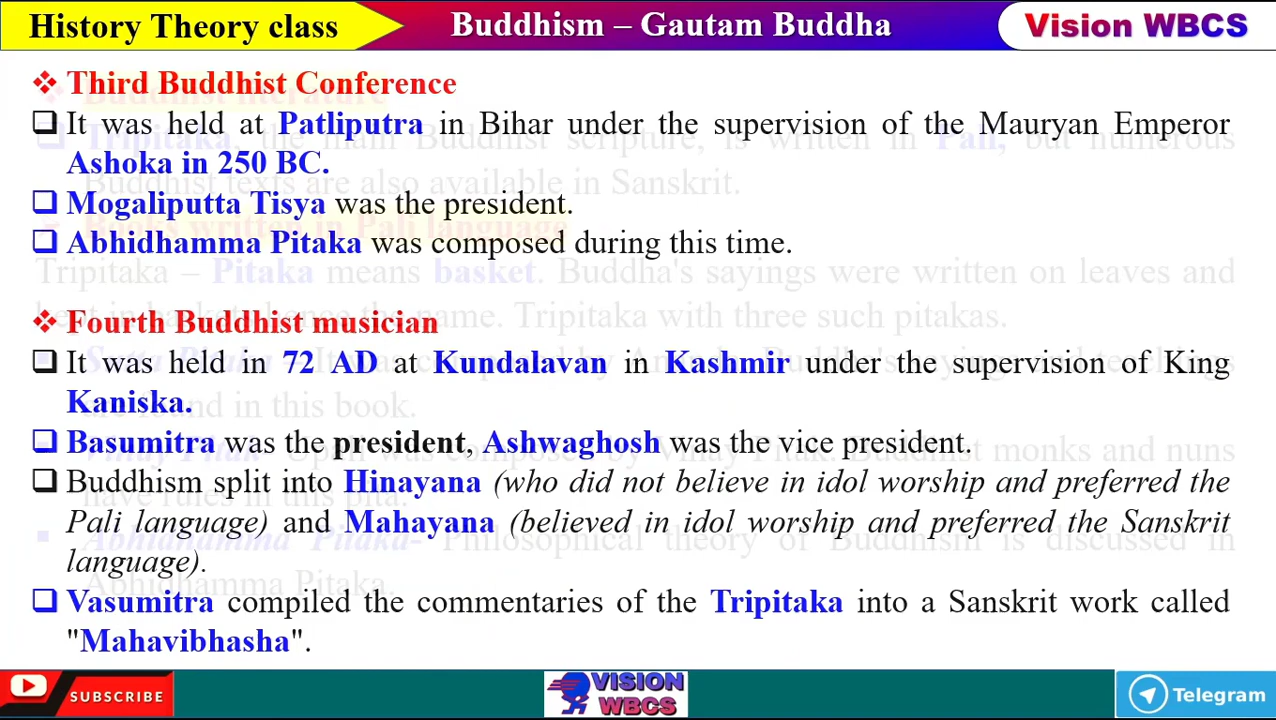 History Theory class
Buddhism – Gautam Buddha
Vision WBCS
Third Buddhist Conference
It was held at Patliputra in Bihar under the supervision of the Mauryan Emperor
Ashoka in 250 BC.
Mogaliputta Tisya was the president.
Abhidhamma Pitaka was composed during this time.
Fourth Buddhist musician
It was held in 72 AD at Kundalavan in Kashmir under the supervision of King
Kaniska.
Basumitra was the president, Ashwaghosh was the vice president.
Buddhism split into Hinayana (who did not believe in idol worship and preferred the
Pali language) and Mahayana (believed in idol worship and preferred the Sanskrit
language).
Vasumitra compiled the commentaries of the Tripitaka into a Sanskrit work called
"Mahavibhasha".
SUBSCRIBE
VISION
WBCS
Telegram